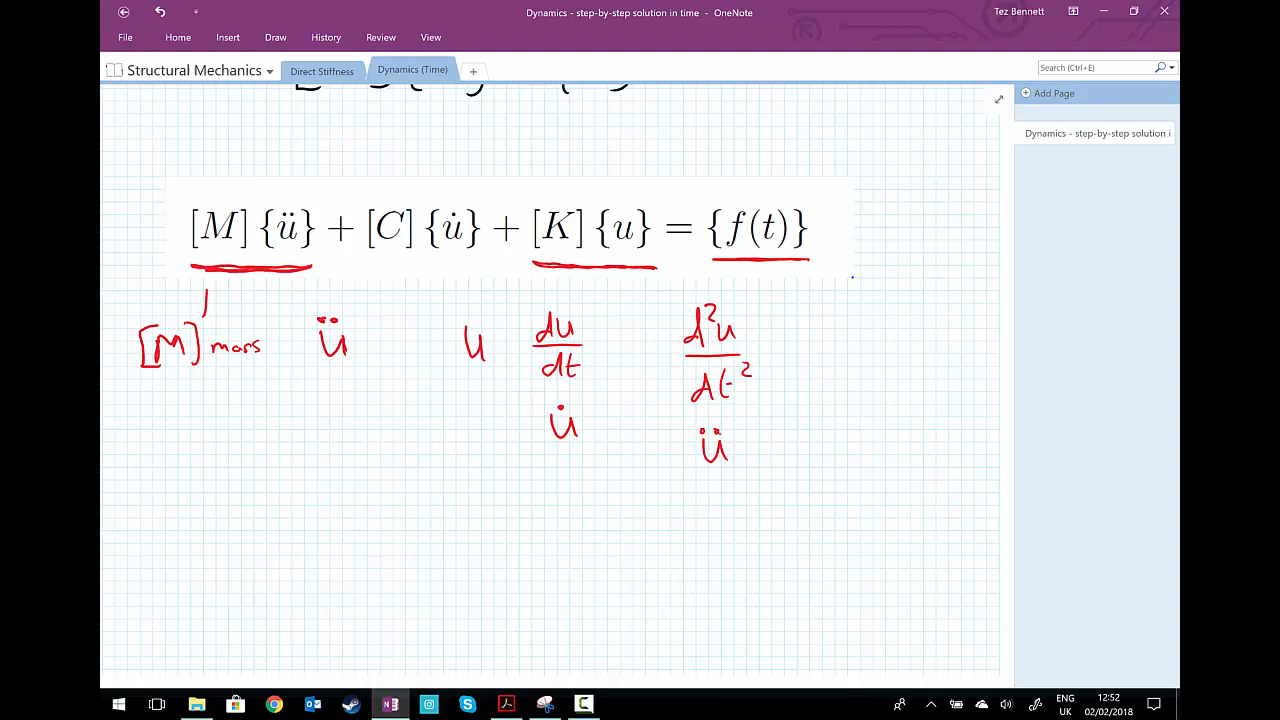 Dynamics - step-by-step solution in time - OneNote
Tez Bennett
File Home Insert Draw History Review View
Structural Mechanics Direct Stiffness Dynamics (Time) +
Search (Ctrl+E)
Add Page
Dynamics - step-by-step solution i
[M] {ü} + [C] {u̇} + [K] {u} = {f(t)}
[M] mass ü u du/dt d²u/dt²
u̇ ü
ENG 12:52
UK 02/02/2018